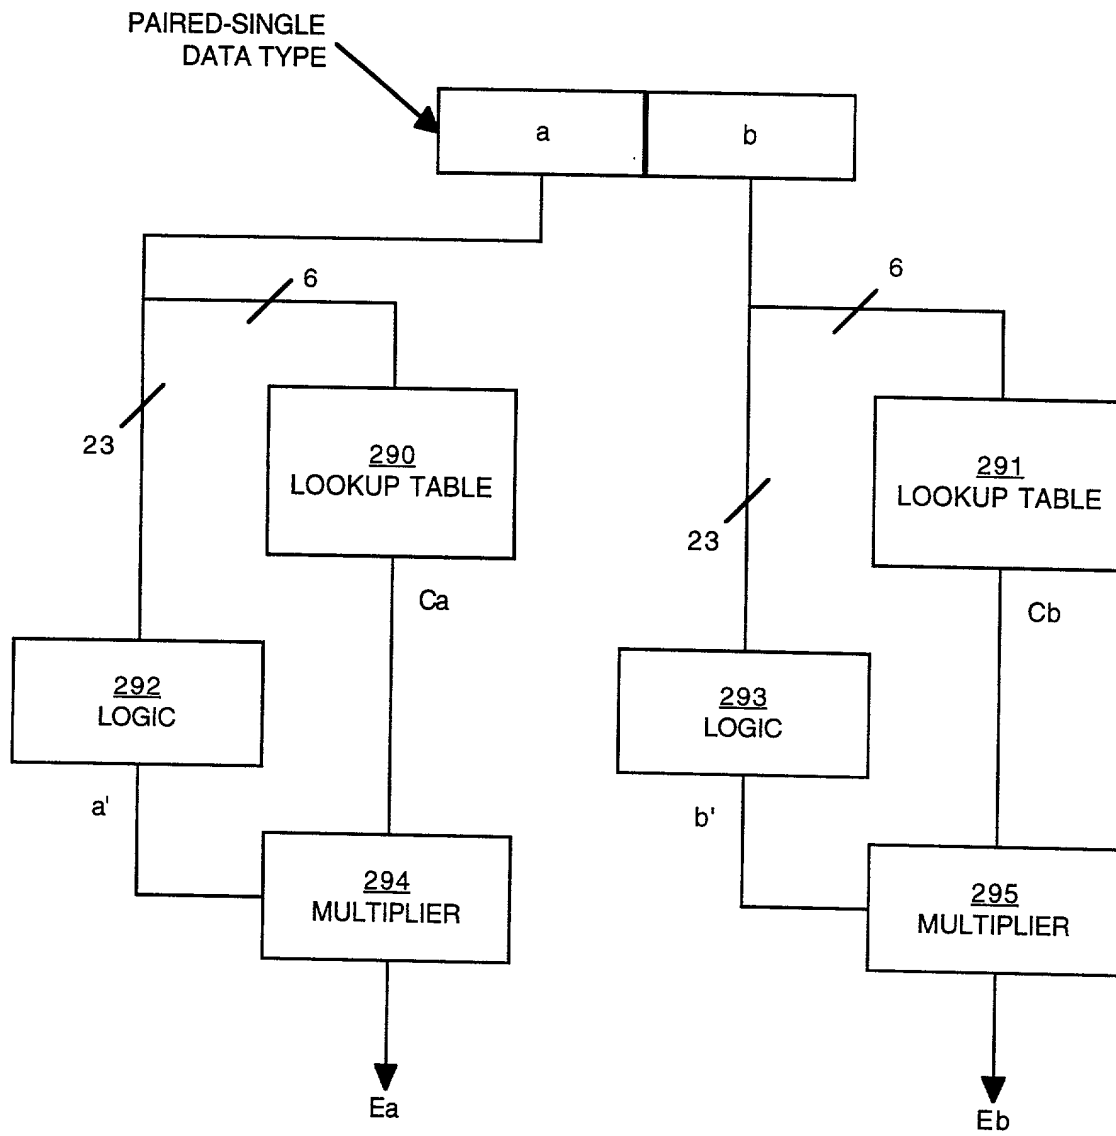 PAIRED-SINGLE
DATA TYPE
a
b
6
6
23
290
LOOKUP TABLE
291
LOOKUP TABLE
23
Ca
Cb
292
LOGIC
293
LOGIC
a'
b'
294
MULTIPLIER
295
MULTIPLIER
Ea
Eb